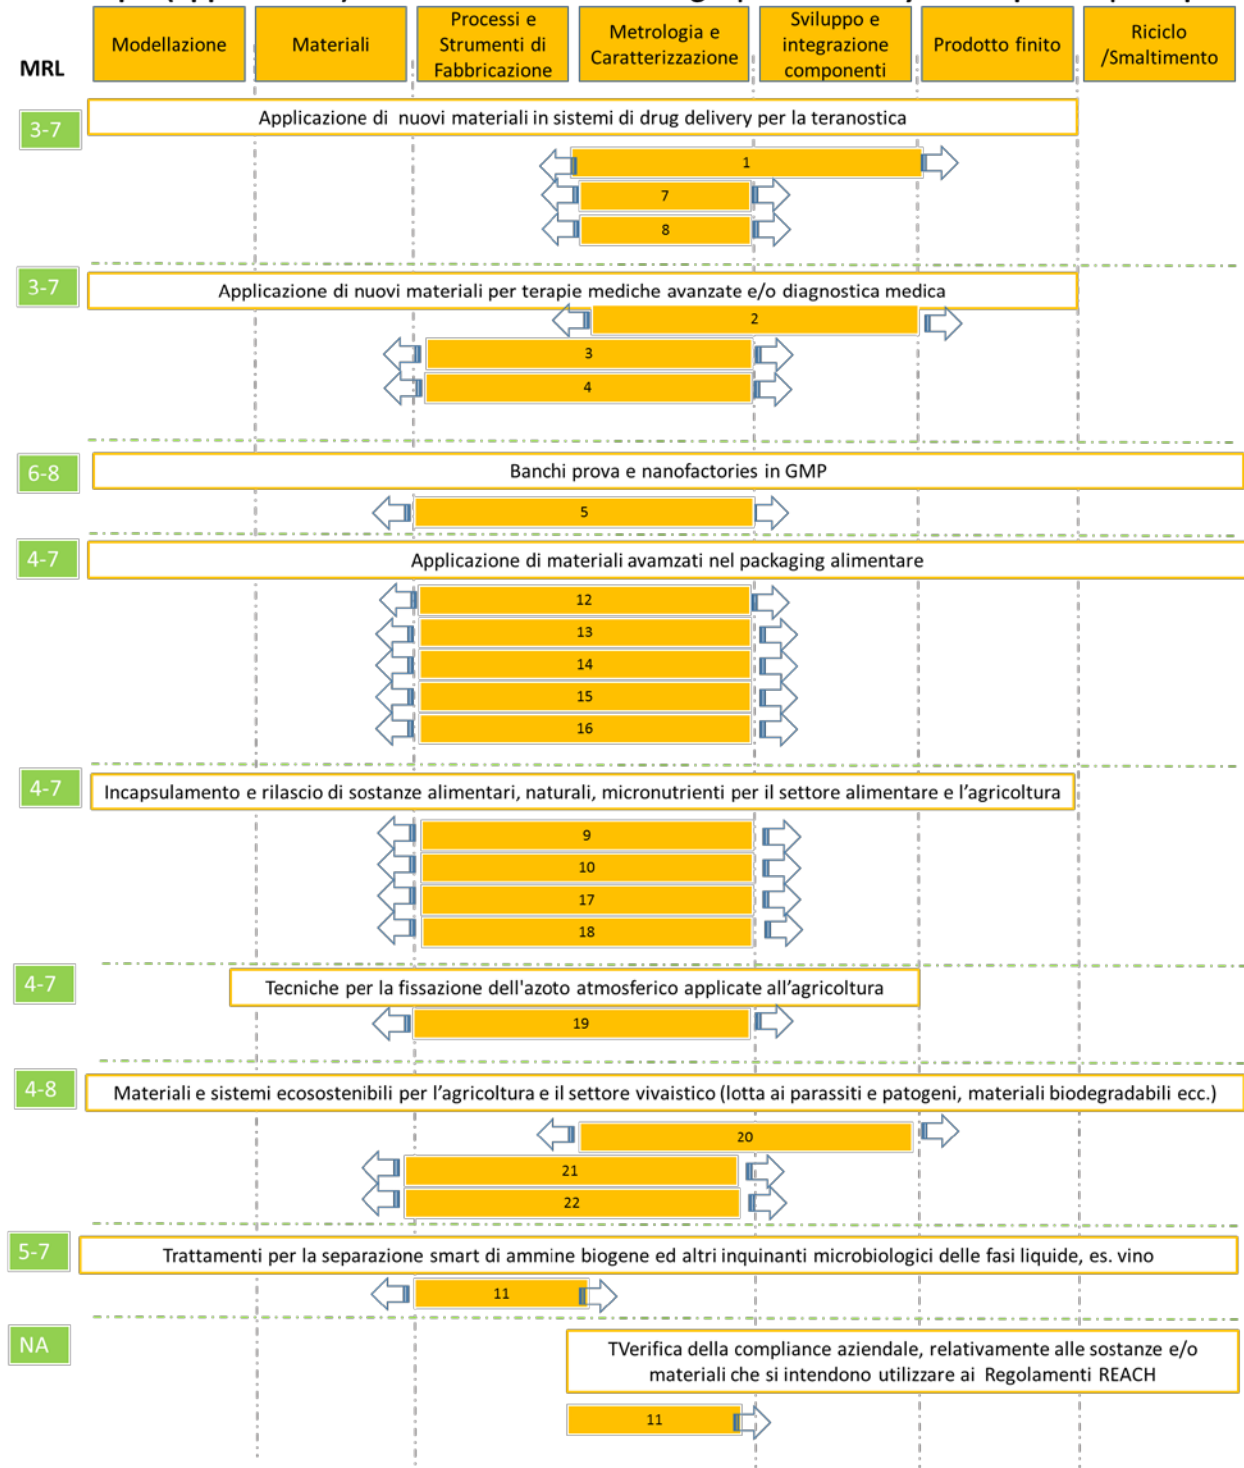 Modellazione
Materiali
Processi e
Strumenti di
Fabbricazione
Metrologia e
Caratterizzazione
Sviluppo e
integrazione
componenti
Prodotto finito
Riciclo
/Smaltimento
MRL
3-7
Applicazione di nuovi materiali in sistemi di drug delivery per la teranostica
1
7
8
3-7
Applicazione di nuovi materiali per terapie mediche avanzate e/o diagnostica medica
2
3
4
6-8
Banchi prova e nanofactories in GMP
5
4-7
Applicazione di materiali avamzati nel packaging alimentare
12
13
14
15
16
4-7
Incapsulamento e rilascio di sostanze alimentari, naturali, micronutrienti per il settore alimentare e l’agricoltura
9
10
17
18
4-7
Tecniche per la fissazione dell'azoto atmosferico applicate all’agricoltura
19
4-8
Materiali e sistemi ecosostenibili per l’agricoltura e il settore vivaistico (lotta ai parassiti e patogeni, materiali biodegradabili ecc.)
20
21
22
5-7
Trattamenti per la separazione smart di ammine biogene ed altri inquinanti microbiologici delle fasi liquide, es. vino
11
NA
TVerifica della compliance aziendale, relativamente alle sostanze e/o
materiali che si intendono utilizzare ai Regolamenti REACH
11